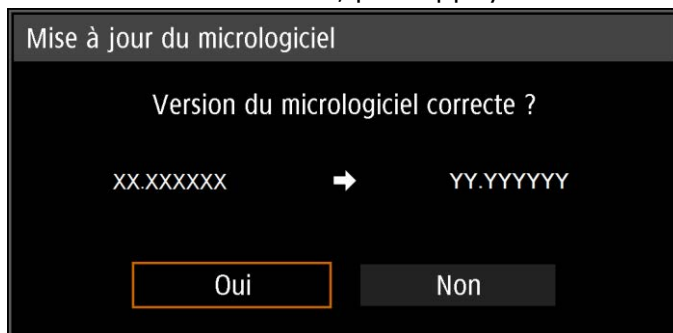 Mise à jour du micrologiciel
Version du micrologiciel correcte ?
XX.XXXXXX → YY.YYYYYY
Oui Non